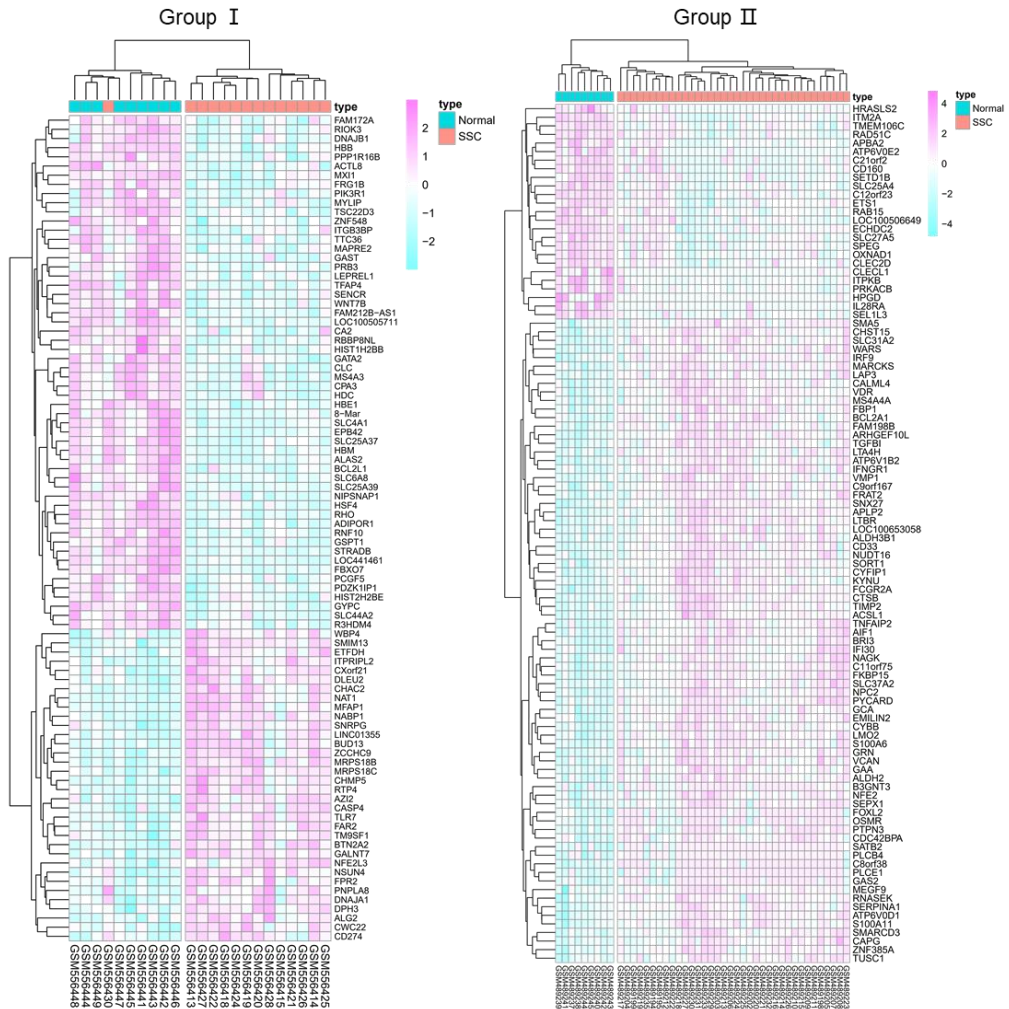 Group Ⅰ
type
FAM172A
RIOK3
DNAJB1
HBB
PPP1R16B
ACTL8
MXI1
FRG1B
PIK3R1
MYLIP
TSC22D3
ZNF548
ITGB3BP
TTC36
MAPRE2
GAST
PRB3
LEPREL1
TFAP4
SENCR
WNT7B
FAM212B−AS1
LOC100505711
CA2
RBBP8NL
HIST1H2BB
GATA2
CLC
MS4A3
CPA3
HDC
HBE1
8−Mar
SLC4A1
EPB42
SLC25A37
HBM
ALAS2
BCL2L1
SLC6A8
SLC25A39
NIPSNAP1
HSF4
RHO
ADIPOR1
RNF10
GSPT1
STRADB
LOC441461
FBXO7
PCGF5
PDZK1IP1
HIST2H2BE
GYPC
SLC44A2
R3HDM4
WBP4
SMIM13
ETFDH
ITPRIPL2
CXorf21
DLEU2
CHAC2
NAT1
MFAP1
NABP1
SNRPG
LINC01355
BUD13
ZCCHC9
MRPS18B
MRPS18C
CHMP5
RTP4
AZI2
CASP4
TLR7
FAR2
TM9SF1
BTN2A2
GALNT7
NFE2L3
NSUN4
FPR2
PNPLA8
DNAJA1
DPH3
ALG2
CWC22
CD274
2
1
0
−1
−2
type
Normal
SSC
GSM556448
GSM556444
GSM556449
GSM556430
GSM556447
GSM556445
GSM556441
GSM556443
GSM556442
GSM556446
GSM556413
GSM556427
GSM556422
GSM556418
GSM556424
GSM556419
GSM556420
GSM556428
GSM556415
GSM556421
GSM556426
GSM556414
GSM556425
Group Ⅱ
type
HRASLS2
ITM2A
TMEM106C
RAD51C
APBA2
ATP6V0E2
C21orf2
CD160
SETD1B
SLC25A4
C12orf23
ETS1
RAB15
LOC100506649
ECHDC2
SLC27A5
SPEG
OXNAD1
CLEC2D
CLECL1
ITPKB
PRKACB
HPGD
IL28RA
SEL1L3
SMA5
CHST15
SLC31A2
WARS
IRF9
MARCKS
LAP3
CALML4
VDR
MS4A4A
FBP1
BCL2A1
FAM198B
ARHGEF10L
TGFBI
LTA4H
ATP6V1B2
IFNGR1
VMP1
C9orf167
FRAT2
SNX27
APLP2
LTBR
LOC100653058
ALDH3B1
CD33
NUDT16
SORT1
CYFIP1
KYNU
FCGR2A
CTSB
TIMP2
ACSL1
TNFAIP2
AIF1
BRI3
IFI30
NAGK
C11orf75
FKBP15
SLC37A2
NPC2
PYCARD
GCA
EMILIN2
CYBB
LMO2
S100A6
GRN
VCAN
GAA
ALDH2
B3GNT3
NFE2
SEPX1
FOXL2
OSMR
PTPN3
CDC42BPA
SATB2
PLCB4
C8orf38
PLCE1
GAS2
MEGF9
RNASEK
SERPINA1
ATP6V0D1
S100A11
SMARCD3
CAPG
ZNF385A
TUSC1
4
2
0
−2
−4
type
Normal
SSC